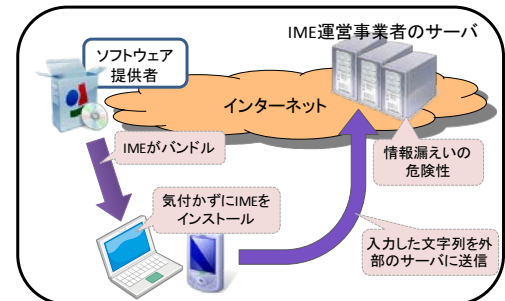 IME運営事業者のサーバ
ソフトウェア
提供者
インターネット
IMEがバンドル
情報漏えいの
危険性
気付かずにIMEを
インストール
入力した文字列を外
部のサーバに送信